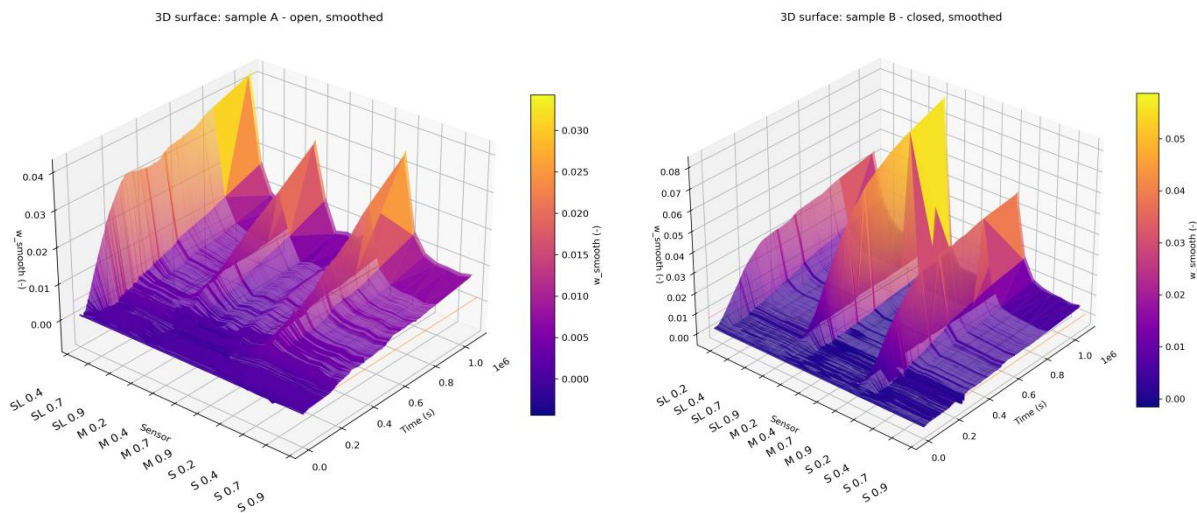 3D surface: sample A - open, smoothed
0.04
0.03
0.02
0.01
0.00
w_smooth (-)
SL 0.4
SL 0.7
SL 0.9
M 0.2
M 0.4
M 0.7
M 0.9
S 0.2
S 0.4
S 0.7
S 0.9
Sensor
0.0
0.2
0.4
0.6
0.8
1.0
1e6
Time (s)
0.030
0.025
0.020
0.015
0.010
0.005
0.000
w_smooth (-)
3D surface: sample B - closed, smoothed
0.08
0.07
0.06
0.05
0.04
0.03
0.02
0.01
0.00
w_smooth (-)
SL 0.2
SL 0.4
SL 0.7
SL 0.9
M 0.2
M 0.4
M 0.7
M 0.9
S 0.2
S 0.4
S 0.7
S 0.9
Sensor
0.0
0.2
0.4
0.6
0.8
1.0
1e6
Time (s)
0.05
0.04
0.03
0.02
0.01
0.00
w_smooth (-)